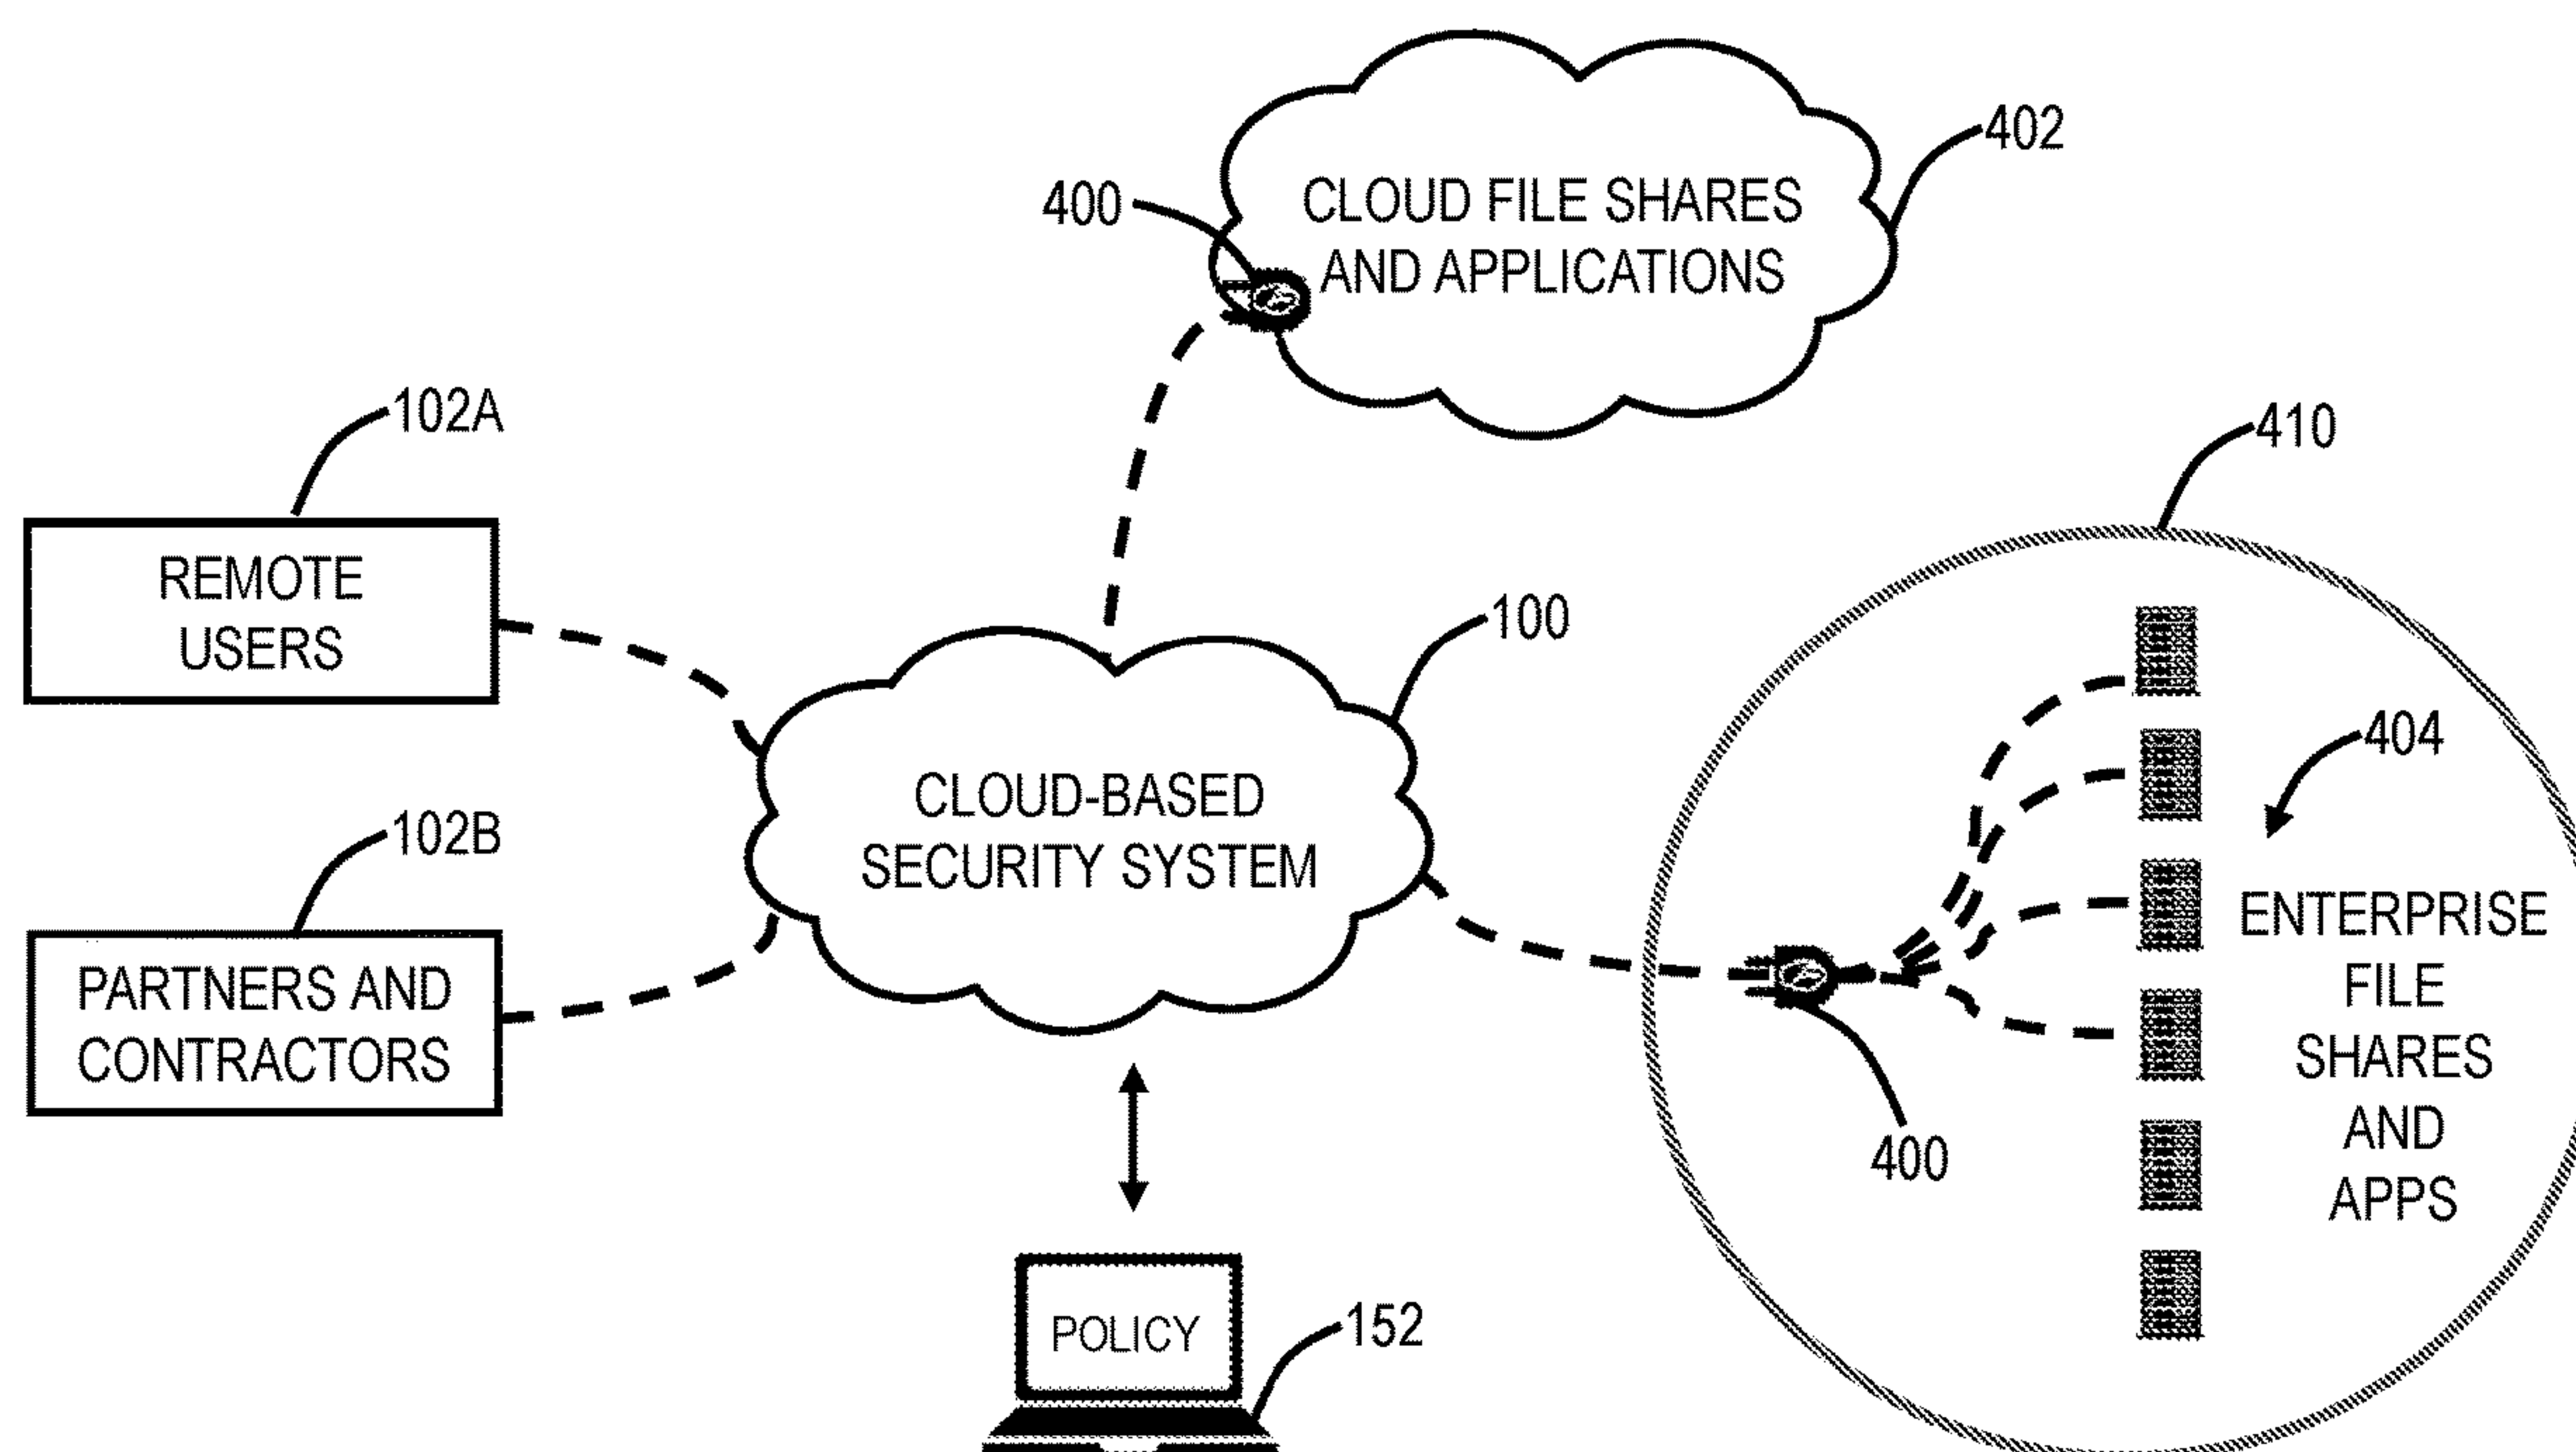 402
400
CLOUD FILE SHARES
AND APPLICATIONS
102A
410
REMOTE
USERS
100
404
CLOUD-BASED
SECURITY SYSTEM
102B
PARTNERS AND
CONTRACTORS
ENTERPRISE
FILE
SHARES
AND
APPS
400
POLICY
152